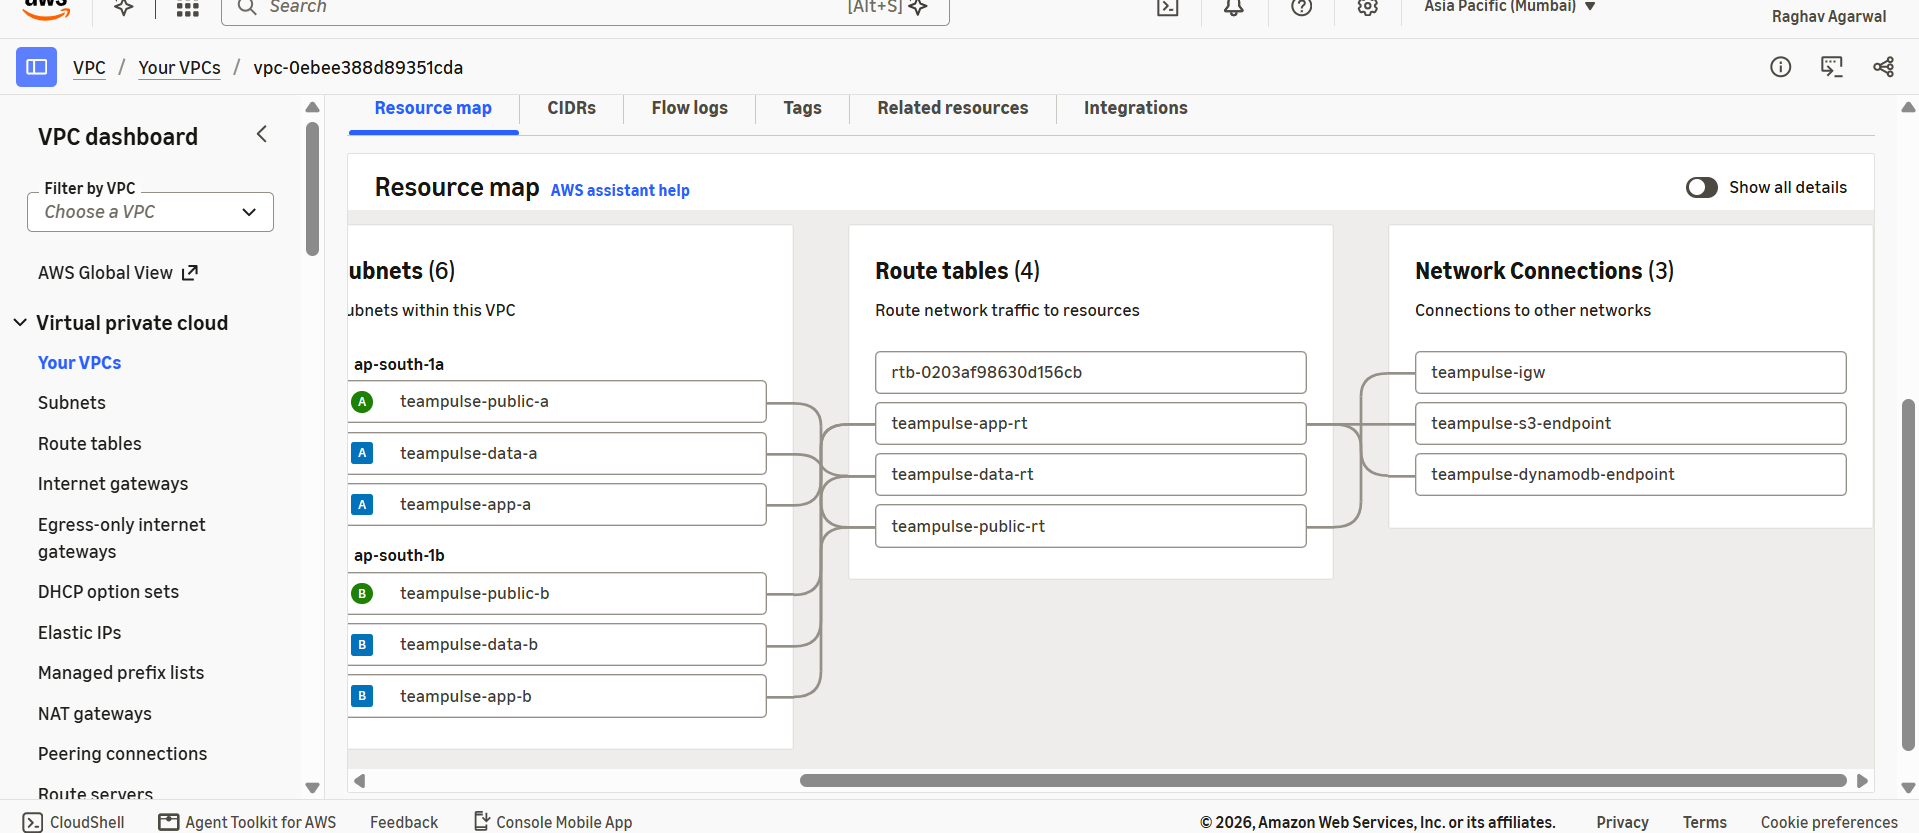 aws
Search
[Alt+S]
Asia Pacific (Mumbai)
Raghav Agarwal
VPC / Your VPCs / vpc-0ebee388d89351cda
VPC dashboard
Filter by VPC
Choose a VPC
AWS Global View
Virtual private cloud
Your VPCs
Subnets
Route tables
Internet gateways
Egress-only internet
gateways
DHCP option sets
Elastic IPs
Managed prefix lists
NAT gateways
Peering connections
Route servers
Resource map
CIDRs
Flow logs
Tags
Related resources
Integrations
Resource map
AWS assistant help
Show all details
ubnets (6)
ubnets within this VPC
ap-south-1a
A teampulse-public-a
A teampulse-data-a
A teampulse-app-a
ap-south-1b
B teampulse-public-b
B teampulse-data-b
B teampulse-app-b
Route tables (4)
Route network traffic to resources
rtb-0203af98630d156cb
teampulse-app-rt
teampulse-data-rt
teampulse-public-rt
Network Connections (3)
Connections to other networks
teampulse-igw
teampulse-s3-endpoint
teampulse-dynamodb-endpoint
CloudShell
Agent Toolkit for AWS
Feedback
Console Mobile App
© 2026, Amazon Web Services, Inc. or its affiliates.
Privacy
Terms
Cookie preferences